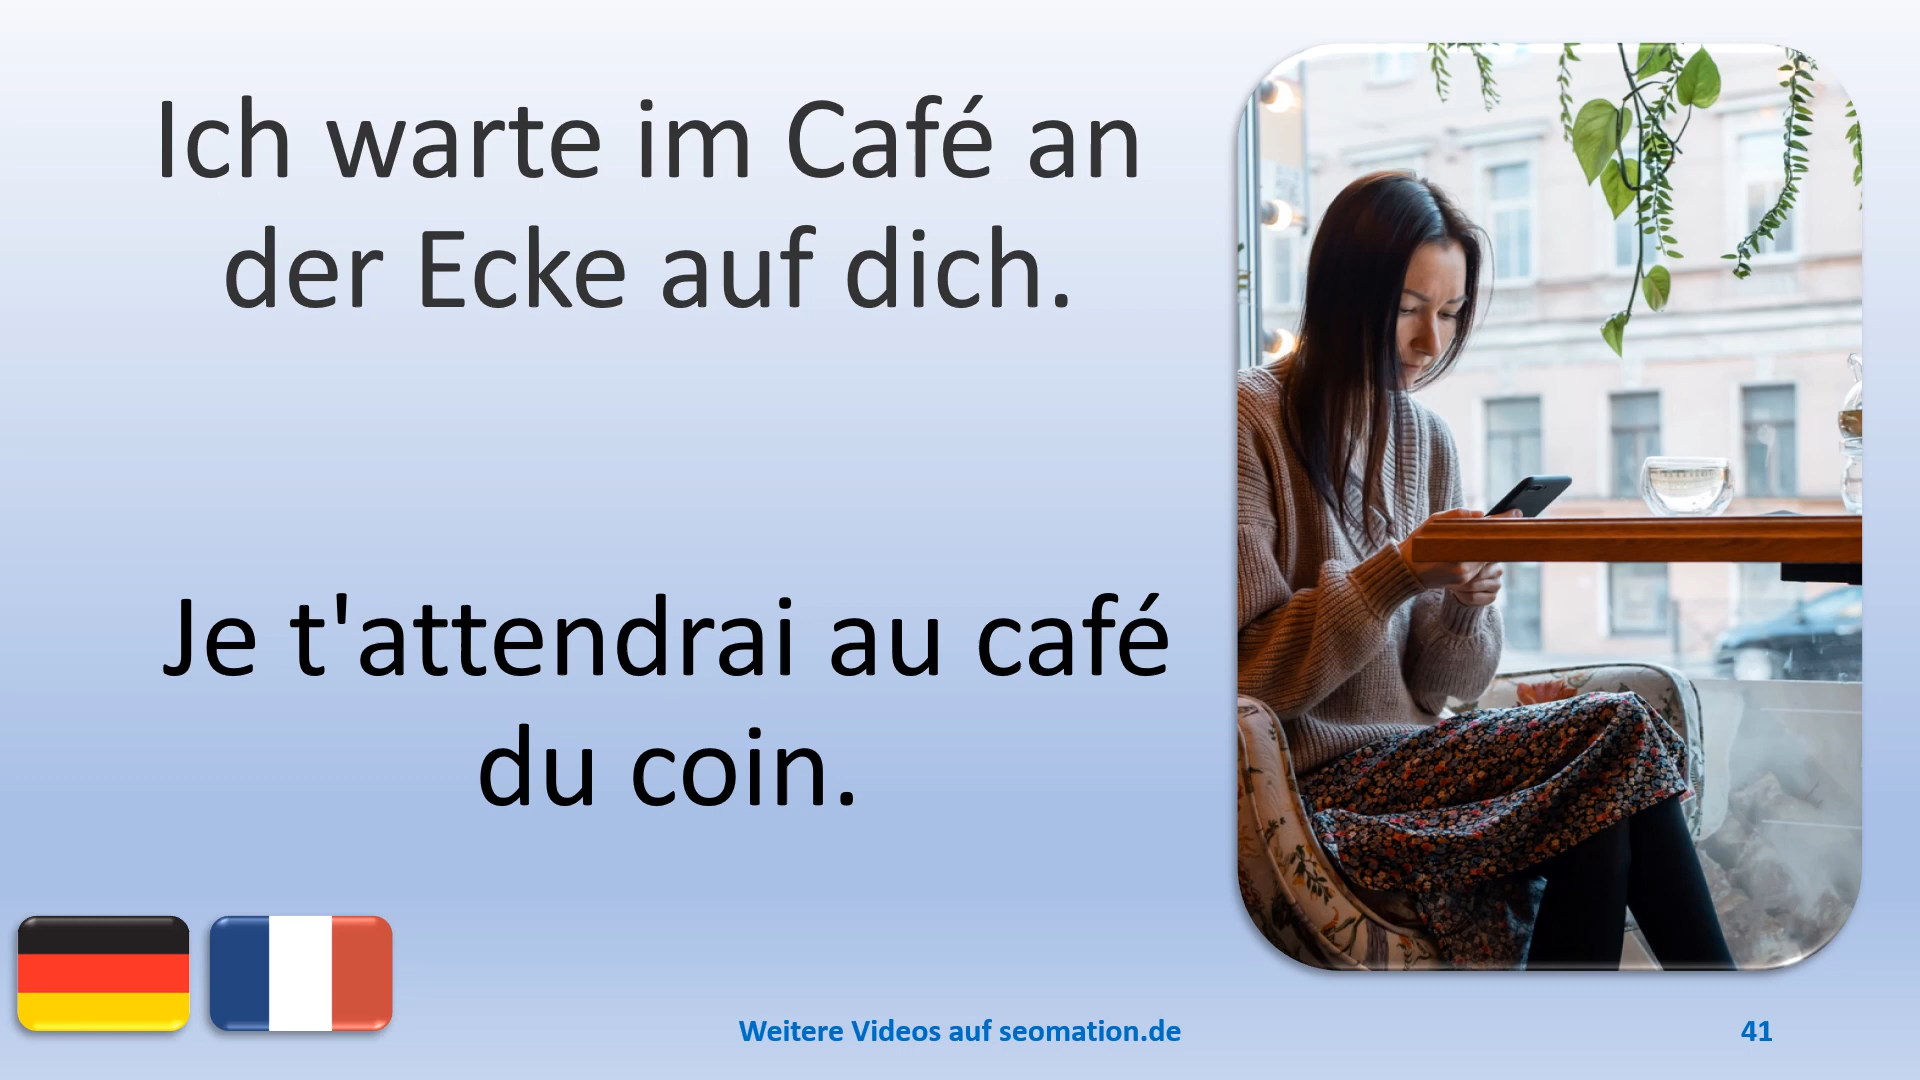 Ich warte im Café an
der Ecke auf dich.
Je t'attendrai au café
du coin.
Weitere Videos auf seomation.de
41